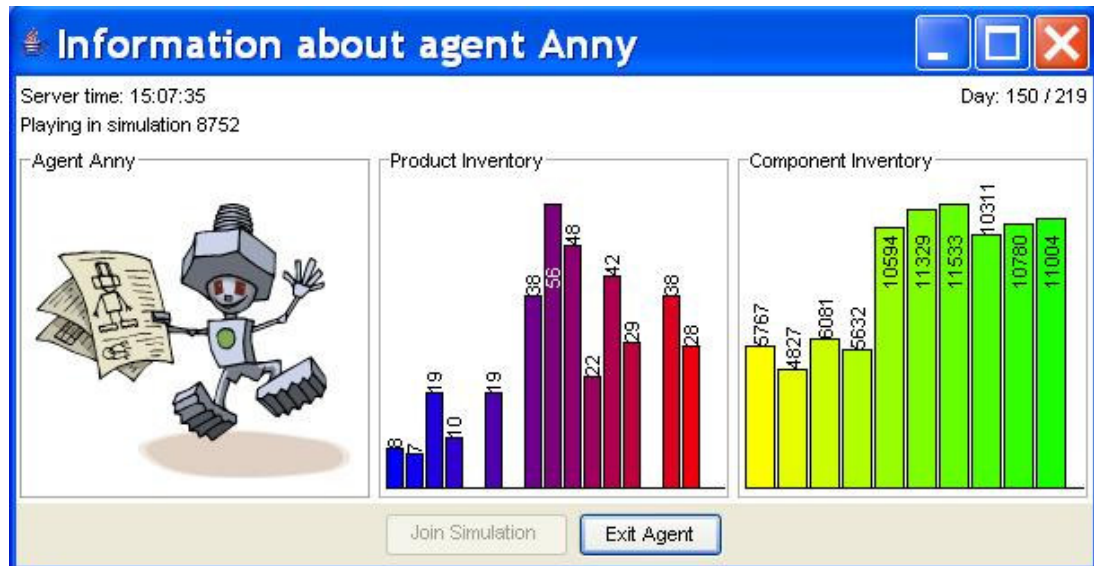 Information about agent Anny
Server time: 15:07:35
Day: 150 / 219
Playing in simulation 8752
Agent Anny
Product Inventory
8
7
19
10
19
38
56
48
22
42
29
38
28
Component Inventory
5767
4827
6081
5632
10594
11329
11533
10311
10780
11004
Join Simulation
Exit Agent